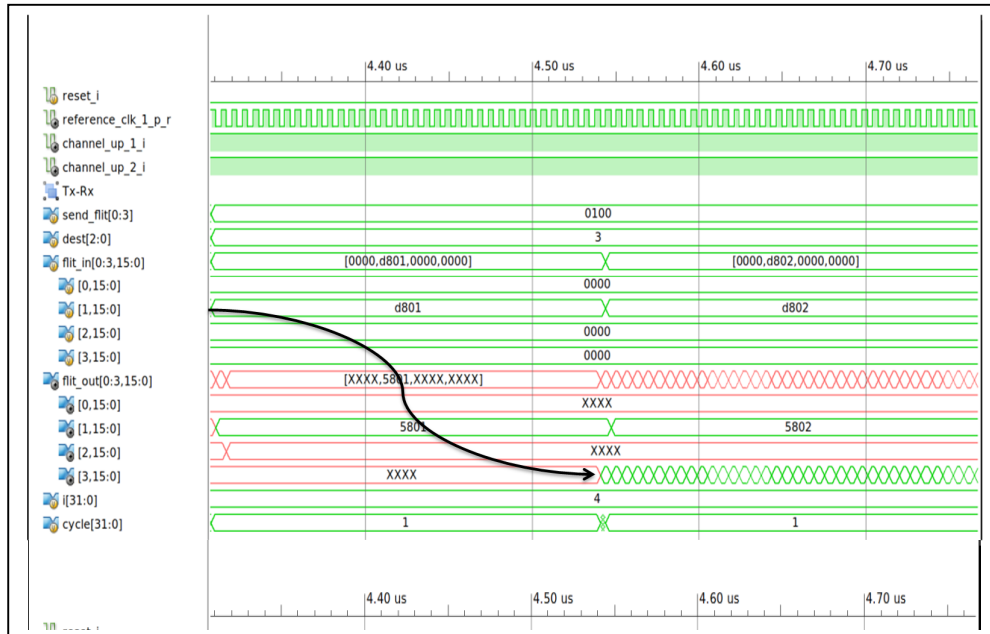 4.40 us 4.50 us 4.60 us 4.70 us
reset_i
reference_clk_1_p_r
channel_up_1_i
channel_up_2_i
Tx-Rx
send_flit[0:3] 0100
dest[2:0] 3
flit_in[0:3,15:0] [0000,d801,0000,0000] [0000,d802,0000,0000]
[0,15:0] 0000
[1,15:0] d801 d802
[2,15:0] 0000
[3,15:0] 0000
flit_out[0:3,15:0] [XXXX,5801,XXXX,XXXX]
[0,15:0] XXXX
[1,15:0] 5801 5802
[2,15:0] XXXX
[3,15:0] XXXX
i[31:0] 4
cycle[31:0] 1 1
4.40 us 4.50 us 4.60 us 4.70 us